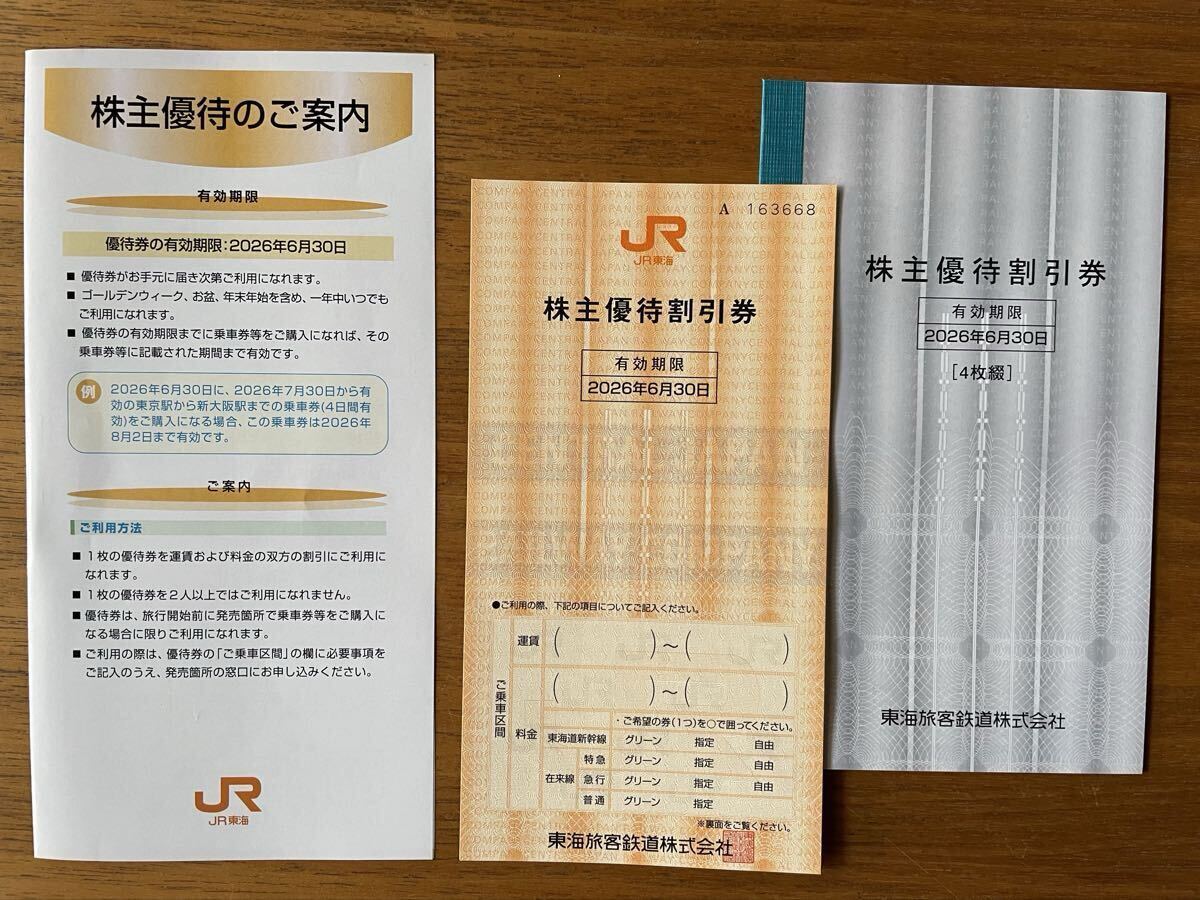 株主優待のご案内
有効期限
優待券の有効期限:2026年6月30日
■ 優待券がお手元に届き次第ご利用になれます。
■ ゴールデンウィーク、お盆、年末年始を含め、一年中いつでも
ご利用になれます。
■ 優待券の有効期限までに乗車券等をご購入になれば、その
乗車券等に記載された期間まで有効です。
例
2026年6月30日に、2026年7月30日から有
効の東京駅から新大阪駅までの乗車券(4日間有
効)をご購入になる場合、この乗車券は2026年
8月2日まで有効です。
ご案内
ご利用方法
■ 1枚の優待券を運賃および料金の双方の割引にご利用に
なれます。
■ 1枚の優待券を2人以上ではご利用になれません。
■ 優待券は、旅行開始前に発売箇所で乗車券等をご購入に
なる場合に限りご利用になれます。
■ ご利用の際は、優待券の「ご乗車区間」の欄に必要事項を
ご記入のうえ、発売箇所の窓口にお申し込みください。
JR
JR東海
A 163668
JR
JR東海
株主優待割引券
有効期限
2026年6月30日
●ご利用の際、下記の項目についてご記入ください。
ご乗車区間
運賃 ( )~( )
料金 ( )~( )
・ご希望の券(1つ)を○で囲ってください。
東海道新幹線 グリーン 指定 自由
在来線 特急 グリーン 指定 自由
急行 グリーン 指定 自由
普通 グリーン 指定
※裏面をご覧ください。
東海旅客鉄道株式会社
株主優待割引券
有効期限
2026年6月30日
[4枚綴]
東海旅客鉄道株式会社